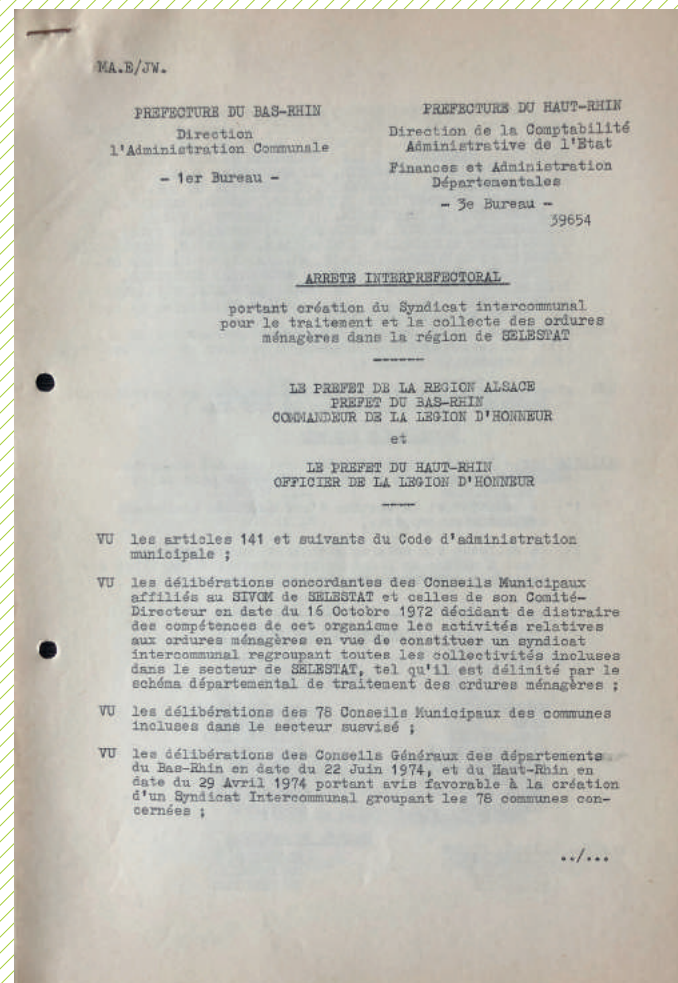 MA.E/JW.
PREFECTURE DU BAS-RHIN
Direction
l'Administration Communale
- 1er Bureau -
PREFECTURE DU HAUT-RHIN
Direction de la Comptabilité
Administrative de l'Etat
Finances et Administration
Départementales
- 3e Bureau -
39654
ARRETE INTERPREFECTORAL
portant création du Syndicat intercommunal
pour le traitement et la collecte des ordures
ménagères dans la région de SELESTAT
------
LE PREFET DE LA REGION ALSACE
PREFET DU BAS-RHIN
COMMANDEUR DE LA LEGION D'HONNEUR
et
LE PREFET DU HAUT-RHIN
OFFICIER DE LA LEGION D'HONNEUR
----
VU les articles 141 et suivants du Code d'administration
municipale ;
VU les délibérations concordantes des Conseils Municipaux
affiliés au SIVOM de SELESTAT et celles de son Comité-
Directeur en date du 16 Octobre 1972 décidant de distraire
des compétences de cet organisme les activités relatives
aux ordures ménagères en vue de constituer un syndicat
intercommunal regroupant toutes les collectivités incluses
dans le secteur de SELESTAT, tel qu'il est délimité par le
schéma départemental de traitement des ordures ménagères ;
VU les délibérations des 78 Conseils Municipaux des communes
incluses dans le secteur susvisé ;
VU les délibérations des Conseils Généraux des départements
du Bas-Rhin en date du 22 Juin 1974, et du Haut-Rhin en
date du 29 Avril 1974 portant avis favorable à la création
d'un Syndicat Intercommunal groupant les 78 communes con-
cernées ;
../...